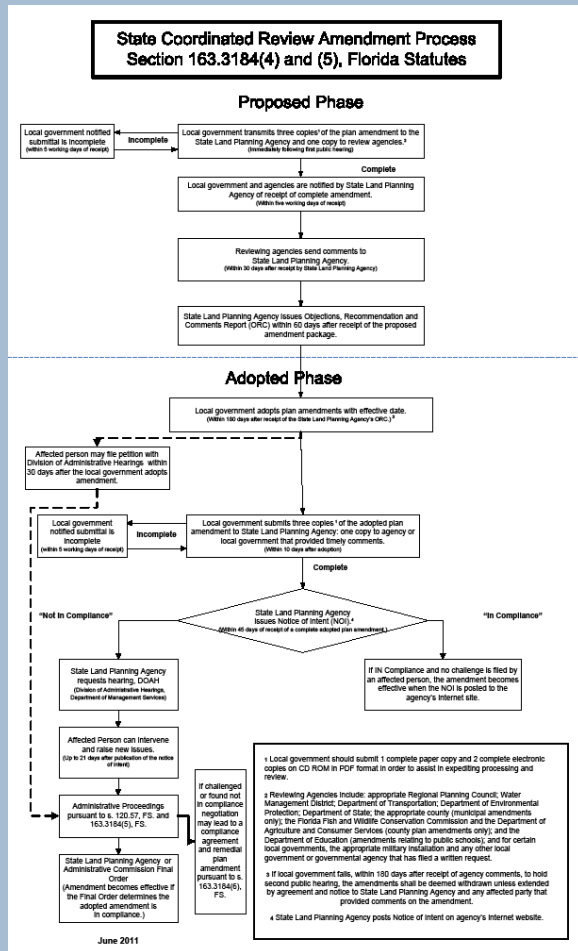 State Coordinated Review Amendment Process
Section 163.3184(4) and (5), Florida Statutes
Proposed Phase
Local government notified
submittal is incomplete
(within 5 working days of receipt)
Incomplete
Local government transmits three copies¹ of the plan amendment to the
State Land Planning Agency and one copy to review agencies.²
(Immediately following first public hearing)
Complete
Local government and agencies are notified by State Land Planning
Agency of receipt of complete amendment.
(Within five working days of receipt)
Reviewing agencies send comments to
State Land Planning Agency.
(Within 30 days after receipt by State Land Planning Agency)
State Land Planning Agency issues Objections, Recommendation and
Comments Report (ORC) within 60 days after receipt of the proposed
amendment package.
Adopted Phase
Local government adopts plan amendments with effective date.
(Within 180 days after receipt of the State Land Planning Agency's ORC.) ³
Affected person may file petition with
Division of Administrative Hearings within
30 days after the local government adopts
amendment.
Local government
notified submittal is
incomplete
(within 5 working days of receipt)
Incomplete
Local government submits three copies ¹ of the adopted plan
amendment to State Land Planning Agency: one copy to agency or
local government that provided timely comments.
(Within 10 days after adoption)
Complete
"Not In Compliance"
State Land Planning Agency
Issues Notice of Intent (NOI).⁴
(Within 45 days of receipt of a complete adopted plan amendment.)
"In Compliance"
State Land Planning Agency
requests hearing, DOAH
(Division of Administrative Hearings,
Department of Management Services)
If IN Compliance and no challenge is filed by
an affected person, the amendment becomes
effective when the NOI is posted to the
agency's Internet site.
Affected Person can Intervene
and raise new issues.
(Up to 21 days after publication of the notice
of intent)
Administrative Proceedings
pursuant to s. 120.57, FS. and
163.3184(5), FS.
If challenged
or found not
in compliance
negotiation
may lead to a
compliance
agreement
and remedial
plan
amendment
pursuant to s.
163.3184(6),
FS.
State Land Planning Agency or
Administrative Commission Final
Order
(Amendment becomes effective if
the Final Order determines the
adopted amendment is
in compliance.)
¹ Local government should submit 1 complete paper copy and 2 complete electronic
copies on CD ROM in PDF format in order to assist in expediting processing and
review.
² Reviewing Agencies include: appropriate Regional Planning Council; Water
Management District; Department of Transportation; Department of Environmental
Protection; Department of State; the appropriate county (municipal amendments
only); the Florida Fish and Wildlife Conservation Commission and the Department of
Agriculture and Consumer Services (county plan amendments only); and
the Department of Education (amendments relating to public schools); and for certain
local governments, the appropriate military installation and any other local
government or governmental agency that has filed a written request.
³ If local government fails, within 180 days after receipt of agency comments, to hold
second public hearing, the amendments shall be deemed withdrawn unless extended
by agreement and notice to State Land Planning Agency and any affected party that
provided comments on the amendment.
⁴ State Land Planning Agency posts Notice of Intent on agency's Internet website.
June 2011